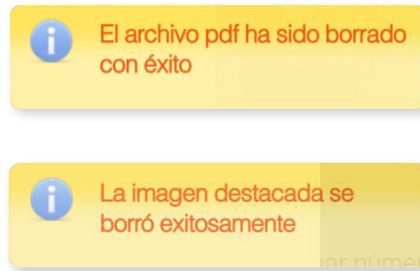 El archivo pdf ha sido borrado
con éxito
La imagen destacada se
borró exitosamente